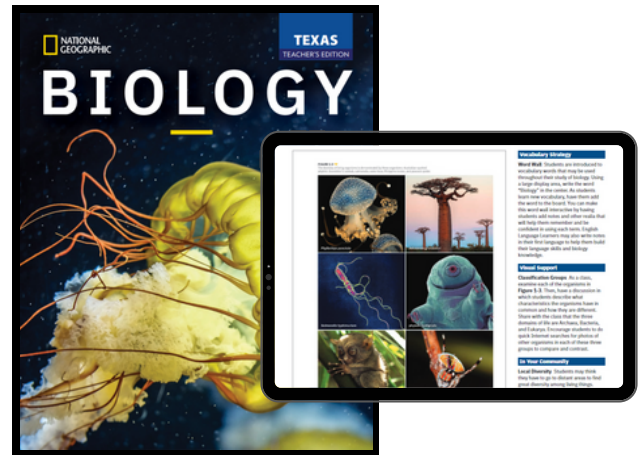 NATIONAL
GEOGRAPHIC
TEXAS
TEACHER'S EDITION
BIOLOGY
Vocabulary Strategy
Word Wall Students are introduced to
vocabulary words that may be used
throughout their study of biology. Using
a large display area, write the word
"Biology" in the center. As students
learn new vocabulary, have them add
the word to the board. You can make
this word wall interactive by having
students add notes and other realia that
will help them remember and be
confident in using each term. English
Language Learners may also write notes
in their first language to help them build
their language skills and biology
knowledge.
Visual Support
Classification Groups As a class,
examine each of the organisms in
Figure 1-3. Then, have a discussion in
which students describe what
characteristics the organisms have in
common and how they are different.
Share with the class that the three
domains of life are Archaea, Bacteria,
and Eukarya. Encourage students to do
quick Internet searches for photos of
other organisms in each of these three
groups to compare and contrast.
In Your Community
Local Diversity Students may think
they have to go to distant areas to find
great diversity among living things.